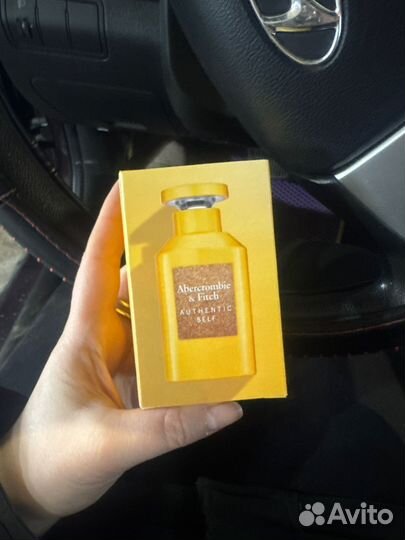 Abercrombie
& Fitch
AUTHENTIC
SELF
Avito